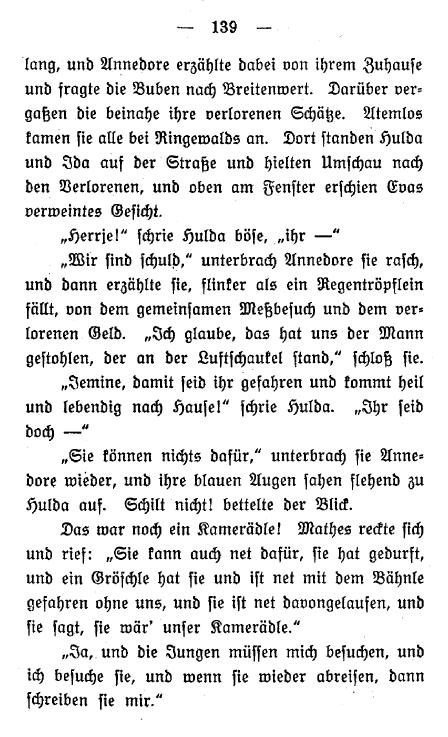 — 139 —
lang, und Annedore erzählte dabei von ihrem Zuhause
und fragte die Buben nach Breitenwert. Darüber ver-
gaßen die beinahe ihre verlorenen Schätze. Atemlos
kamen sie alle bei Ringewalds an. Dort standen Hulda
und Ida auf der Straße und hielten Umschau nach
den Verlorenen, und oben am Fenster erschien Evas
verweintes Gesicht.
„Herrje!“ schrie Hulda böse, „ihr —“
„Wir sind schuld,“ unterbrach Annedore sie rasch,
und dann erzählte sie, flinker als ein Regentröpflein
fällt, von dem gemeinsamen Meßbesuch und dem ver-
lorenen Geld. „Ich glaube, das hat uns der Mann
gestohlen, der an der Luftschaukel stand,“ schloß sie.
„Jemine, damit seid ihr gefahren und kommt heil
und lebendig nach Hause!“ schrie Hulda. „Ihr seid
doch —“
„Sie können nichts dafür,“ unterbrach sie Anne-
dore wieder, und ihre blauen Augen sahen flehend zu
Hulda auf. Schilt nicht! bettelte der Blick.
Das war noch ein Kamerädle! Mathes reckte sich
und rief: „Sie kann auch net dafür, sie hat gedurft,
und ein Gröschle hat sie und ist net mit dem Bähnle
gefahren ohne uns, und sie ist net davongelaufen, und
sie sagt, sie wär' unser Kamerädle.“
„Ja, und die Jungen müssen mich besuchen, und
ich besuche sie, und wenn sie wieder abreisen, dann
schreiben sie mir.“